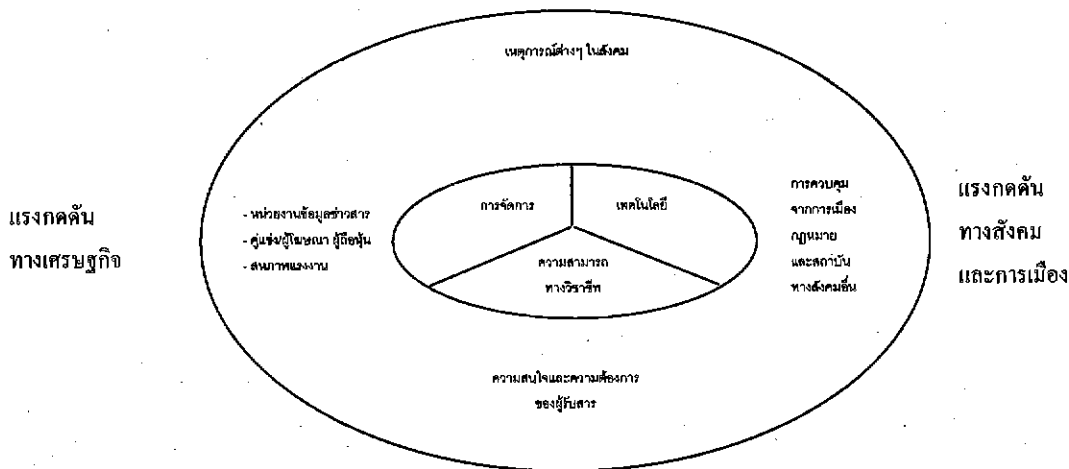 เหตุการณ์ต่างๆ ในสังคม
แรงกดดัน
ทางเศรษฐกิจ
- หน่วยงานข้อมูลข่าวสาร
- คู่แข่ง/ผู้โฆษณา ผู้ถือหุ้น
- สหภาพแรงงาน
การจัดการ
เทคโนโลยี
ความสามารถ
ทางวิชาชีพ
การควบคุม
จากการเมือง
กฎหมาย
และสถาบัน
ทางสังคมอื่น
แรงกดดัน
ทางสังคม
และการเมือง
ความสนใจและความต้องการ
ของผู้รับสาร